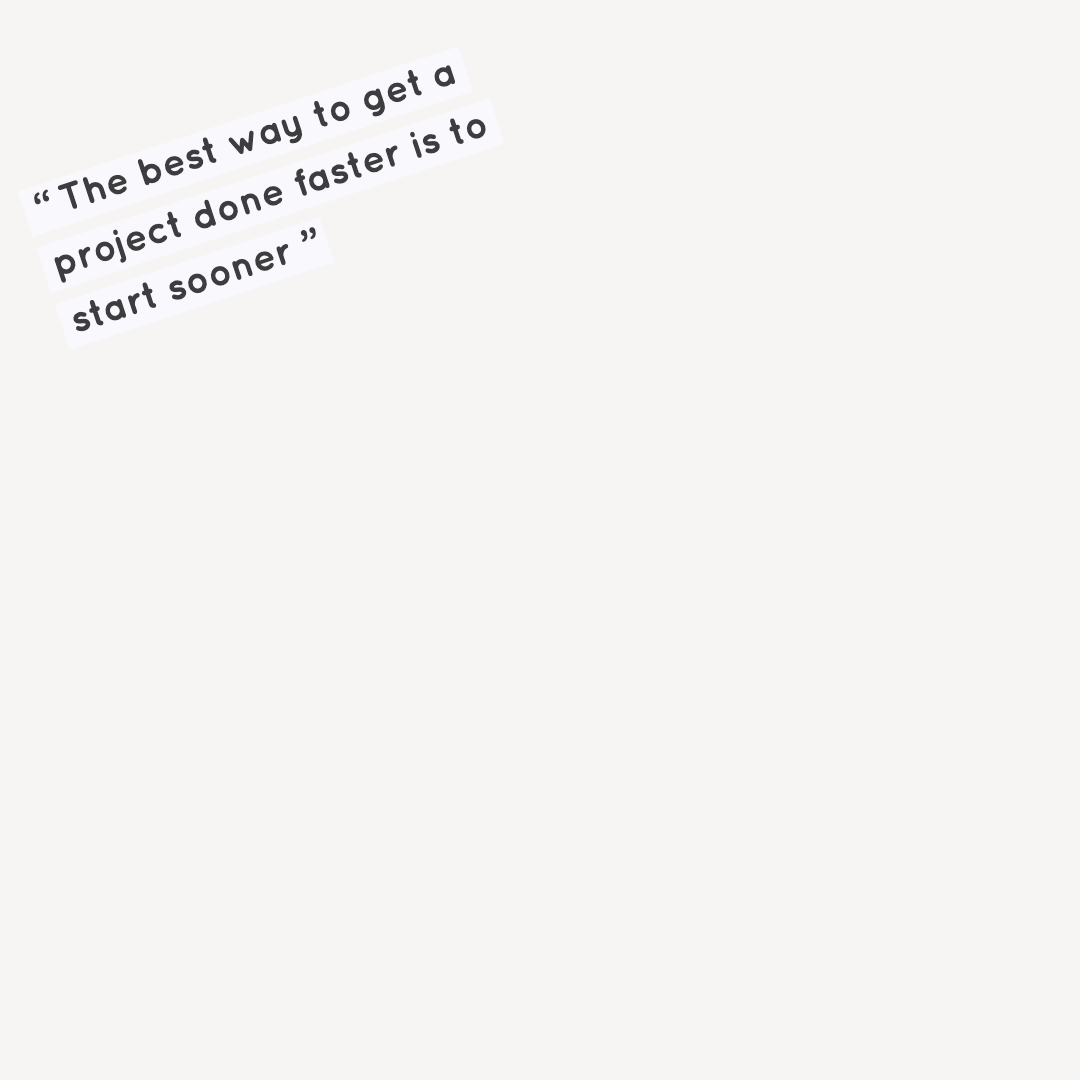 “ The best way to get a
project done faster is to
start sooner ”